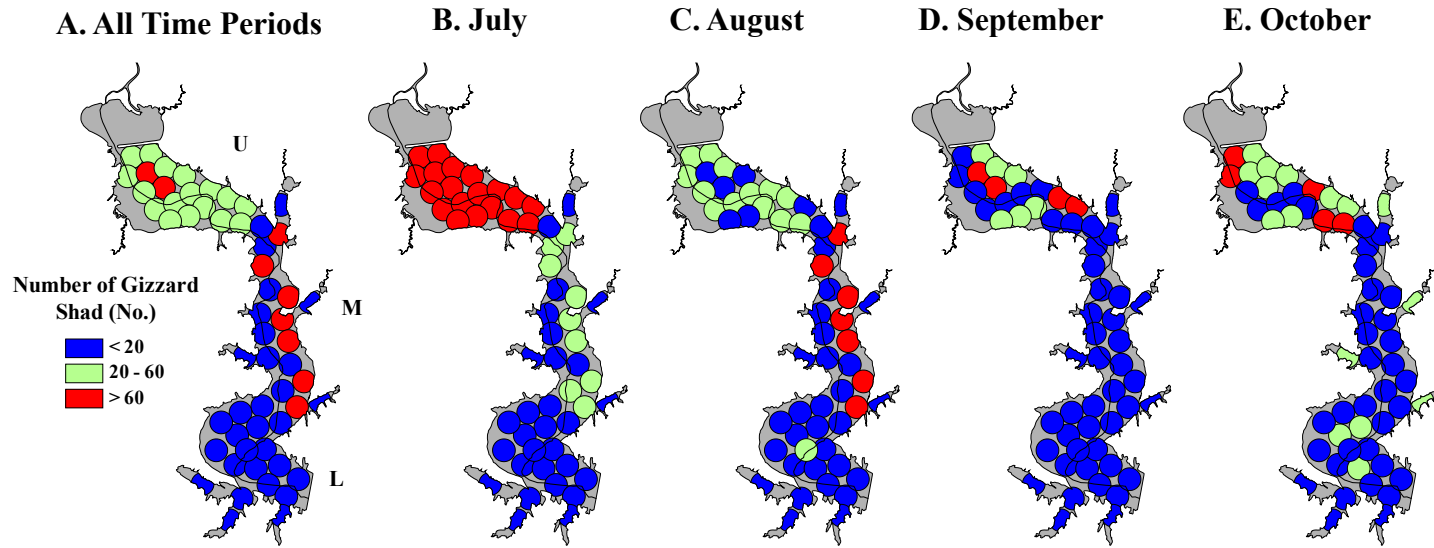 A. All Time Periods
B. July
C. August
D. September
E. October
U
M
L
Number of Gizzard
Shad (No.)
< 20
20 - 60
> 60